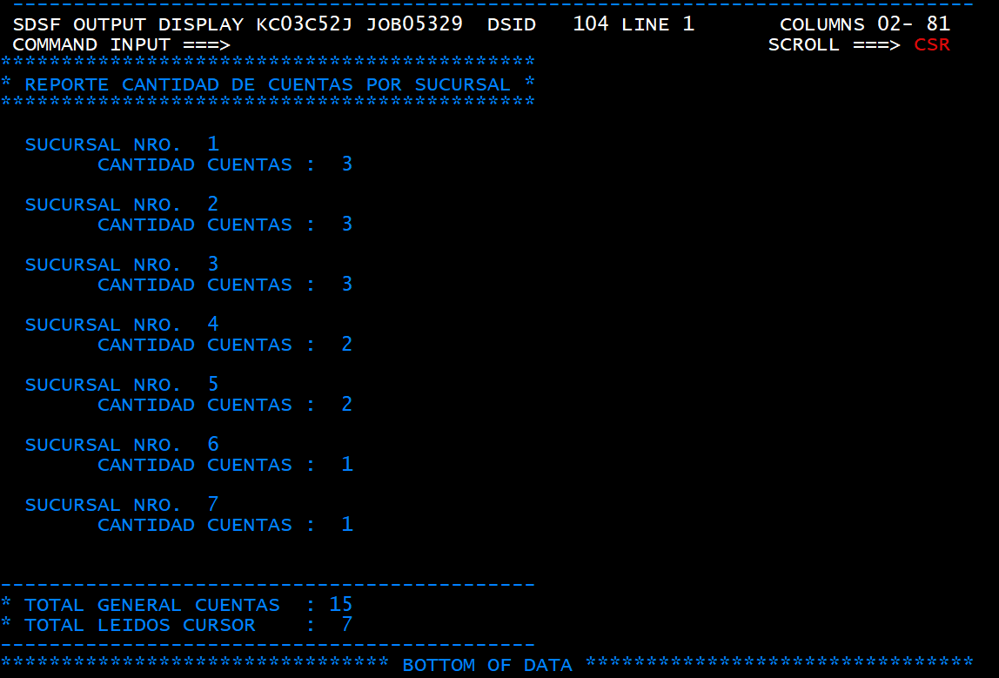 -------------------------------------------------------------------------------
SDSF OUTPUT DISPLAY KC03C52J JOB05329  DSID   104 LINE 1       COLUMNS 02- 81
COMMAND INPUT ===>                                            SCROLL ===> CSR
********************************************
* REPORTE CANTIDAD DE CUENTAS POR SUCURSAL *
********************************************
SUCURSAL NRO.  1
CANTIDAD CUENTAS :  3
SUCURSAL NRO.  2
CANTIDAD CUENTAS :  3
SUCURSAL NRO.  3
CANTIDAD CUENTAS :  3
SUCURSAL NRO.  4
CANTIDAD CUENTAS :  2
SUCURSAL NRO.  5
CANTIDAD CUENTAS :  2
SUCURSAL NRO.  6
CANTIDAD CUENTAS :  1
SUCURSAL NRO.  7
CANTIDAD CUENTAS :  1
--------------------------------------------
* TOTAL GENERAL CUENTAS  : 15
* TOTAL LEIDOS CURSOR    :  7
--------------------------------------------
******************************** BOTTOM OF DATA ********************************